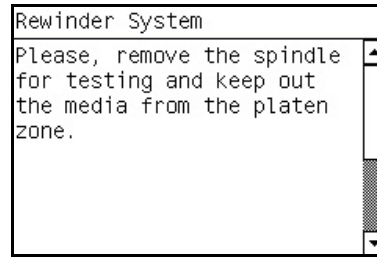 Rewinder System
Please, remove the spindle
for testing and keep out
the media from the platen
zone.